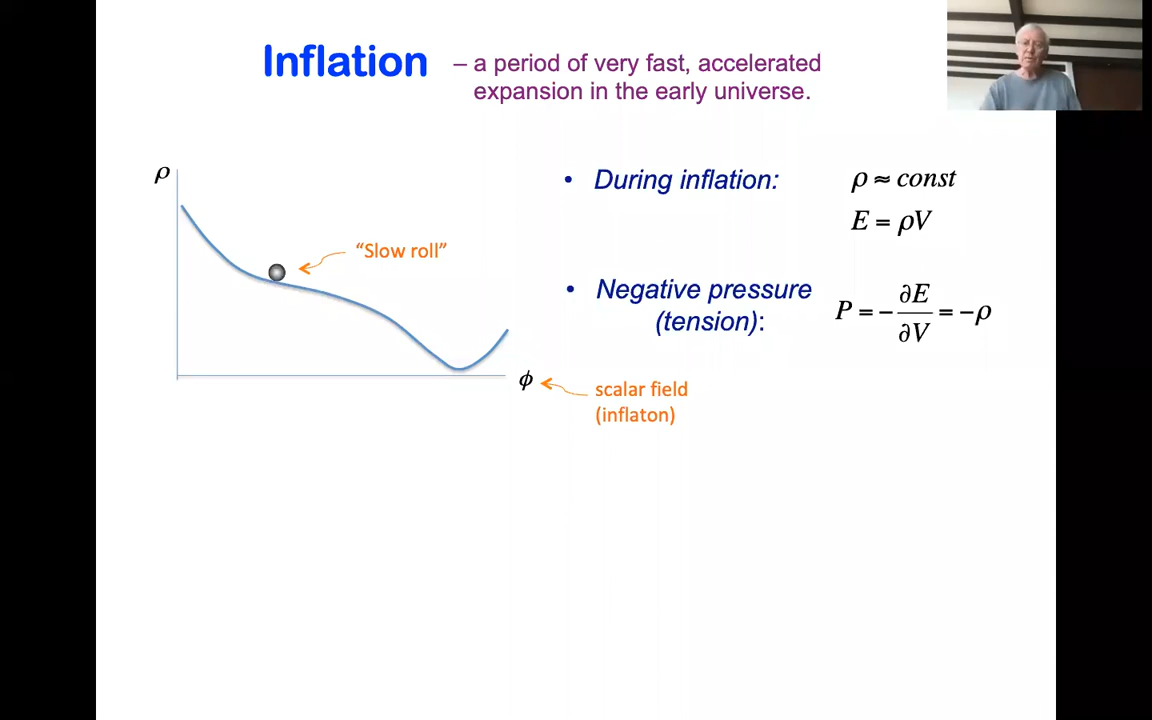 Inflation – a period of very fast, accelerated
expansion in the early universe.
ρ
"Slow roll"
ϕ
scalar field
(inflaton)
• During inflation:
ρ ≈ const
E = ρV
• Negative pressure
(tension):
P = − ∂E/∂V = −ρ